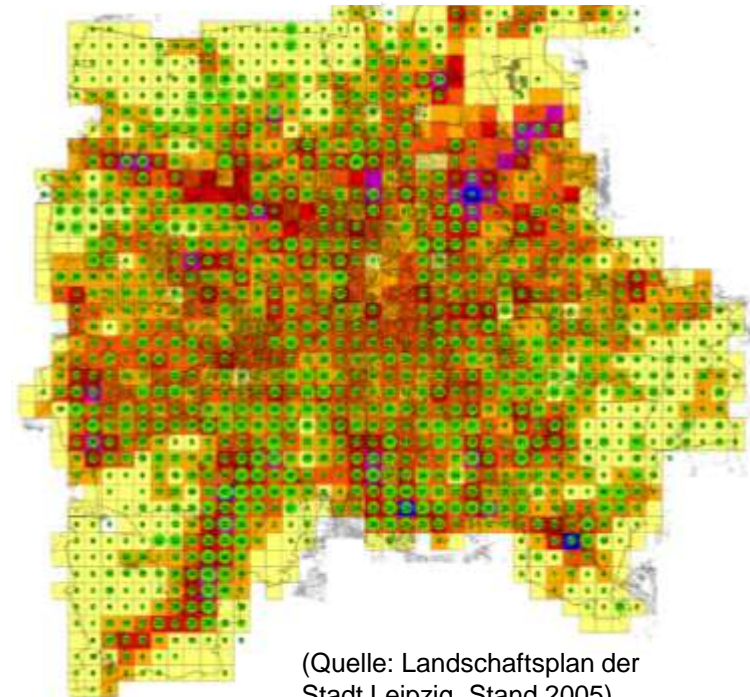 (Quelle: Landschaftsplan der
Stadt Leipzig, Stand 2005)